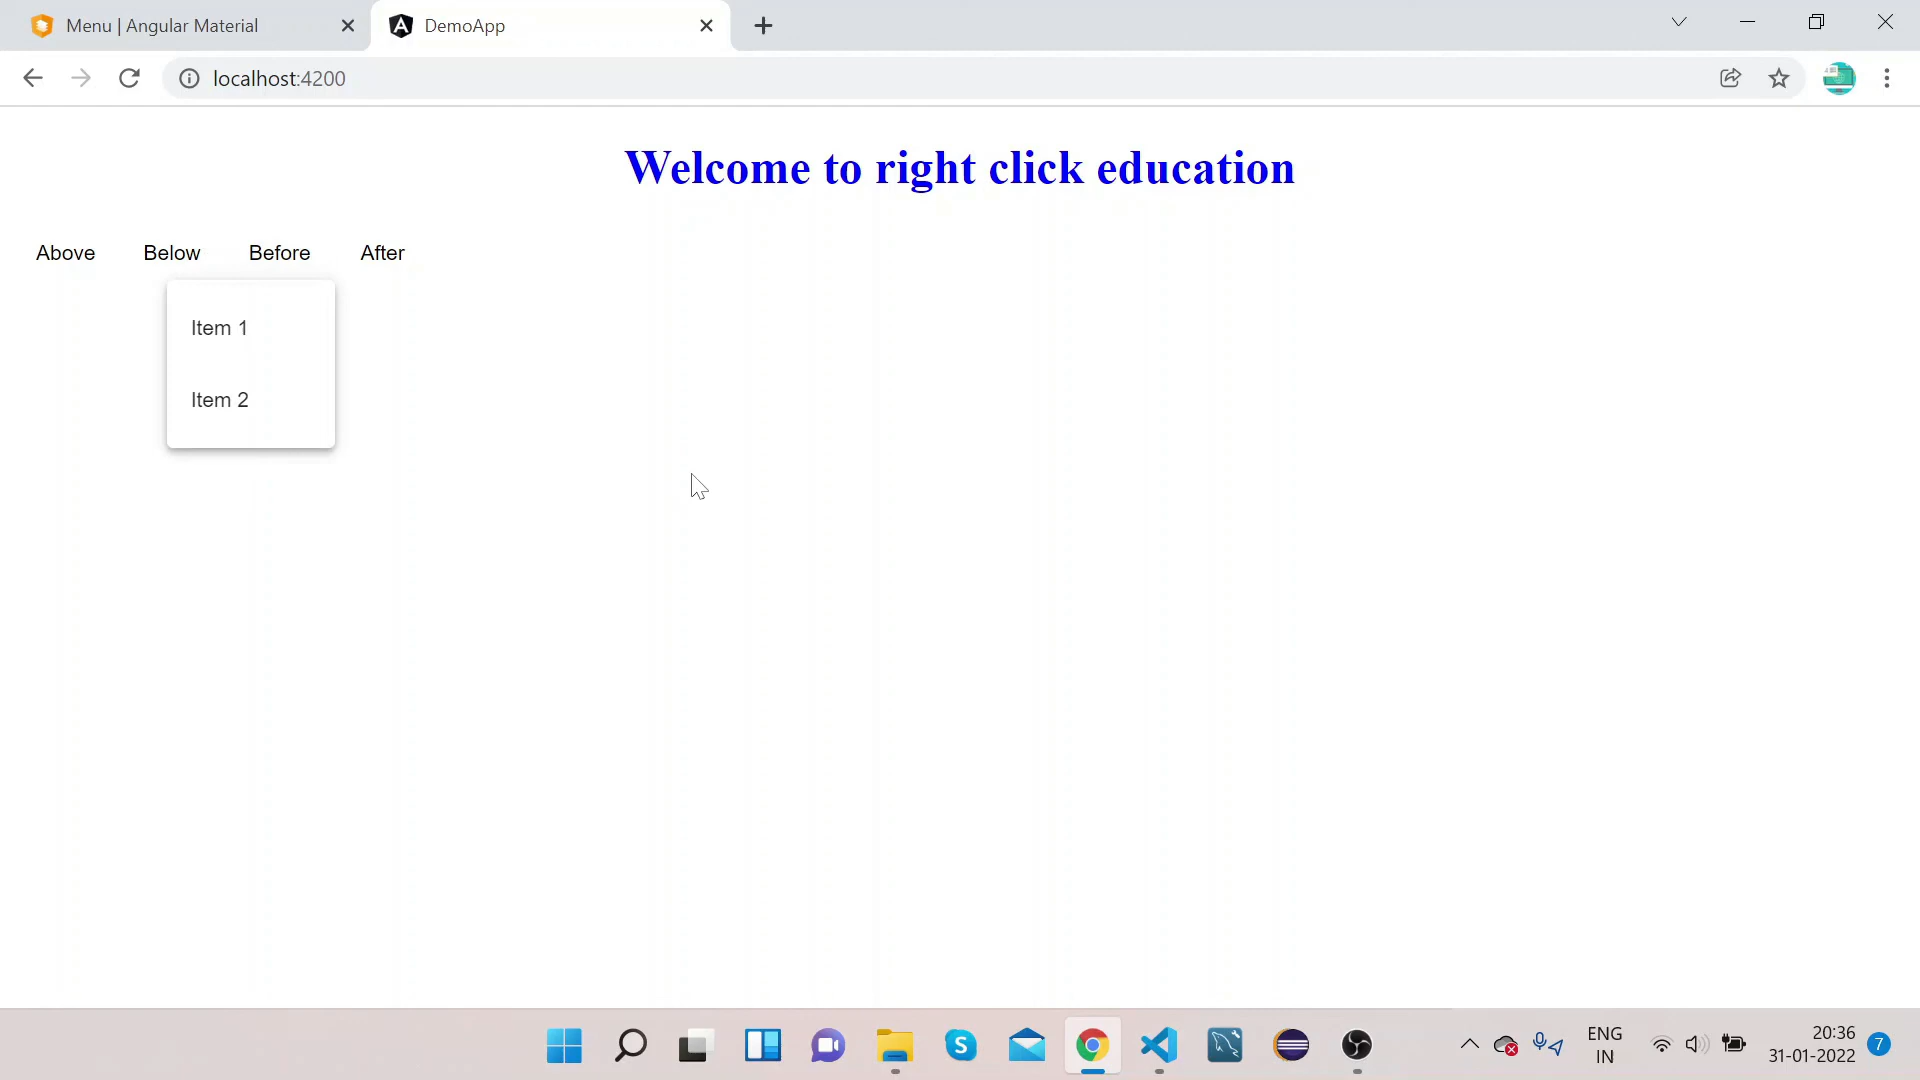 Menu | Angular Material
DemoApp
localhost:4200
Welcome to right click education
Above Below Before After
Item 1
Item 2
ENG
IN
20:36
31-01-2022
7